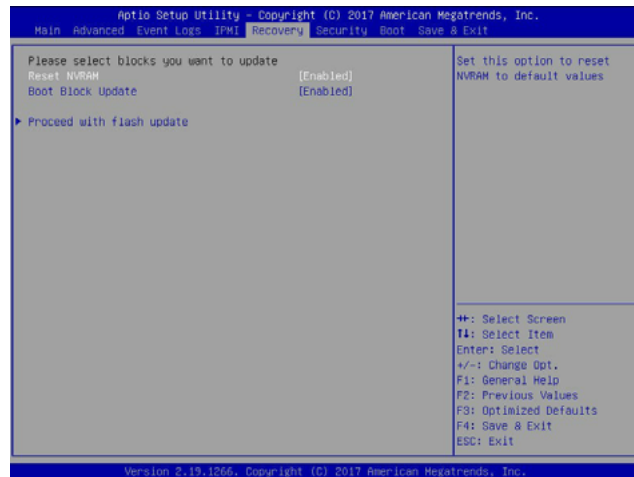 Aptio Setup Utility - Copyright (C) 2017 American Megatrends, Inc.
Main Advanced Event Logs IPMI Recovery Security Boot Save & Exit
Please select blocks you want to update
Reset NVRAM [Enabled]
Boot Block Update [Enabled]
Proceed with flash update
Set this option to reset
NVRAM to default values
→←: Select Screen
↑↓: Select Item
Enter: Select
+/-: Change Opt.
F1: General Help
F2: Previous Values
F3: Optimized Defaults
F4: Save & Exit
ESC: Exit
Version 2.19.1266. Copyright (C) 2017 American Megatrends, Inc.